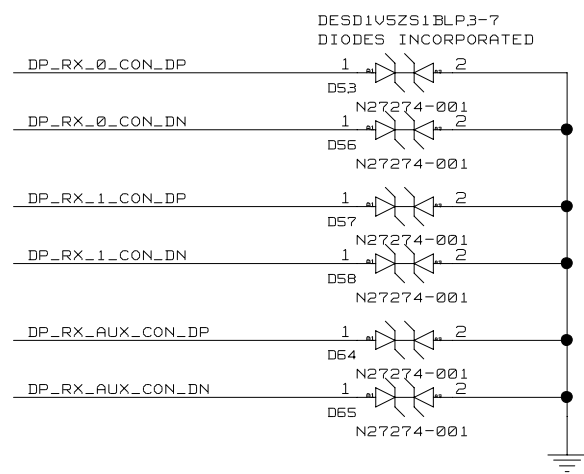 DESD1V5ZS1BLP3-7
DIODES INCORPORATED
DP_RX_0_CON_DP 1 2
D53
N27274-001
DP_RX_0_CON_DN 1 2
D56
N27274-001
DP_RX_1_CON_DP 1 2
D57
N27274-001
DP_RX_1_CON_DN 1 2
D58
N27274-001
DP_RX_AUX_CON_DP 1 2
D64
N27274-001
DP_RX_AUX_CON_DN 1 2
D65
N27274-001